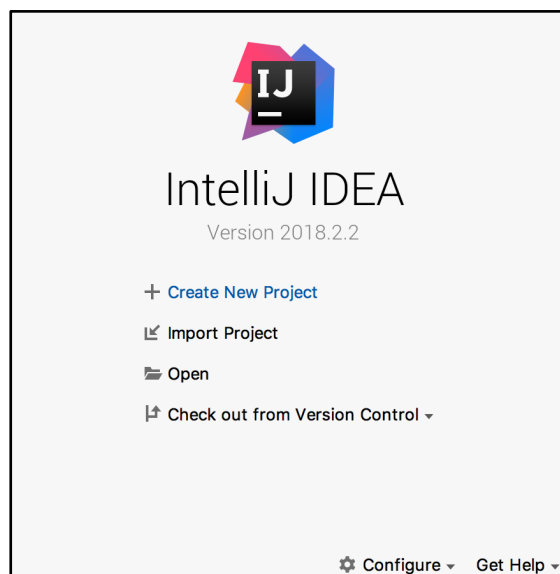 IJ
IntelliJ IDEA
Version 2018.2.2
Create New Project
Import Project
Open
Check out from Version Control
Configure Get Help